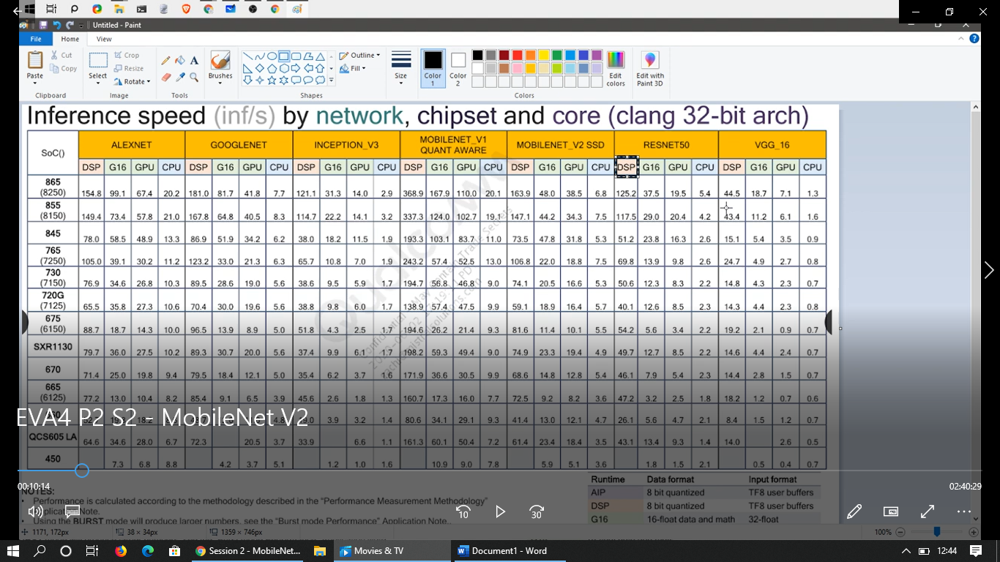 Untitled - Paint
File Home View
Paste Cut Copy
Clipboard
Select Crop Resize Rotate
Image
Tools
Brushes
Shapes
Outline Fill
Size
Color 1
Color 2
Colors
Edit colors
Edit with Paint 3D
Inference speed (inf/s) by network, chipset and core (clang 32-bit arch)
SoC() ALEXNET GOOGLENET INCEPTION_V3 MOBILENET_V1 QUANT AWARE MOBILENET_V2 SSD RESNET50 VGG_16
DSP G16 GPU CPU DSP G16 GPU CPU DSP G16 GPU CPU DSP G16 GPU CPU DSP G16 GPU CPU DSP G16 GPU CPU DSP G16 GPU CPU
865 (8250) 154.8 99.1 67.4 20.2 181.0 81.7 41.8 7.7 121.1 31.3 14.0 2.9 368.9 167.9 110.0 20.1 163.9 48.0 38.5 6.8 125.2 37.5 19.5 5.4 44.5 18.7 7.1 1.3
855 (8150) 149.4 73.4 57.8 21.0 167.8 64.8 40.5 8.3 114.7 22.2 14.1 3.2 337.3 124.0 102.7 19.1 147.1 44.2 34.3 7.5 117.5 29.0 20.4 4.2 43.4 11.2 6.1 1.6
845 78.0 58.5 48.9 13.3 86.9 51.9 34.2 6.2 38.0 18.2 11.5 1.9 193.3 103.1 83.7 11.0 73.5 47.8 31.8 5.3 51.2 23.8 16.3 2.6 15.1 5.4 3.5 0.9
765 (7250) 105.0 39.1 30.2 11.2 123.2 33.0 21.3 6.3 65.7 10.8 7.0 1.9 243.2 57.4 52.5 13.0 106.8 22.0 18.8 7.5 69.8 13.9 9.8 2.6 24.7 4.9 2.7 0.8
730 (7150) 76.9 34.6 26.8 10.3 89.5 28.6 19.0 5.6 38.6 9.5 5.9 1.7 194.7 56.8 46.8 9.0 74.1 20.5 16.6 5.3 50.6 12.3 8.3 2.2 14.8 4.3 2.3 0.7
720G (7125) 65.5 35.8 27.3 10.6 70.4 30.0 19.6 5.6 38.8 9.8 6.0 1.7 138.9 57.4 47.5 9.9 59.1 18.9 16.4 5.7 40.1 12.6 8.5 2.3 14.3 4.4 2.3 0.8
675 (6150) 88.7 18.7 14.3 10.0 96.5 13.9 8.9 5.0 51.8 4.3 2.5 1.7 194.6 26.2 21.4 9.3 81.6 11.4 10.1 5.5 54.2 5.6 3.4 2.2 19.2 2.1 0.9 0.7
SXR1130 79.7 36.0 27.5 10.2 89.3 30.7 20.0 5.6 37.4 9.9 6.1 1.7 198.2 59.3 49.4 9.0 74.9 23.3 19.4 4.9 49.7 12.7 8.5 2.2 14.6 4.4 2.4 0.7
670 71.4 25.0 19.8 9.4 79.5 18.4 12.1 5.0 35.4 6.2 3.7 1.6 171.9 36.6 30.5 9.9 68.6 14.8 12.8 5.4 46.1 7.9 5.4 2.3 14.4 2.8 1.5 0.7
665 (6125) 77.2 13.0 10.4 8.2 85.4 9.1 6.5 3.9 45.6 2.6 1.8 1.3 160.7 17.3 16.0 7.7 72.5 9.2 8.2 3.6 47.2 3.2 2.5 1.8 18.2 1.2 0.7 0.6
3.9 3.2 1.4 80.6 34.1 29.1 9.3 41.4 13.0 12.1 4.7 26.1 5.6 4.7 2.1 8.4 1.5 1.2 0.7
EVA4 P2 S2 - MobileNet V2
QCS605 LA 64.6 34.6 28.0 6.7 72.3 20.5 3.7 33.9 6.6 1.1 161.3 60.1 50.4 7.2 61.4 23.4 18.4 3.5 43.1 13.4 9.3 1.4 14.0 2.6 0.5
450 7.3 6.8 8.8 4.2 3.7 5.1 1.2 1.0 1.6 10.9 9.0 7.8 5.9 5.1 3.6 1.8 1.5 2.1 0.5 0.4 0.7
00:10:14 02:40:29
NOTES:
Performance is calculated according to the methodology described in the "Performance Measurement Methodology"
Application Note.
Using the BURST mode will produce larger numbers, see the "Burst mode Performance" Application Note..
Runtime Data format Input format
AIP 8 bit quantized TF8 user buffers
DSP 8 bit quantized TF8 user buffers
G16 16-float data and math 32-float
10 30
1171, 172px 38 × 34px 1359 × 746px 100%
Session 2 - MobileNet... Movies & TV Document1 - Word 12:44